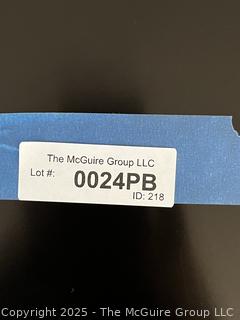 The McGuire Group LLC
Lot #: 0024PB
ID: 218
Copyright © 2025 - The McGuire Group LLC